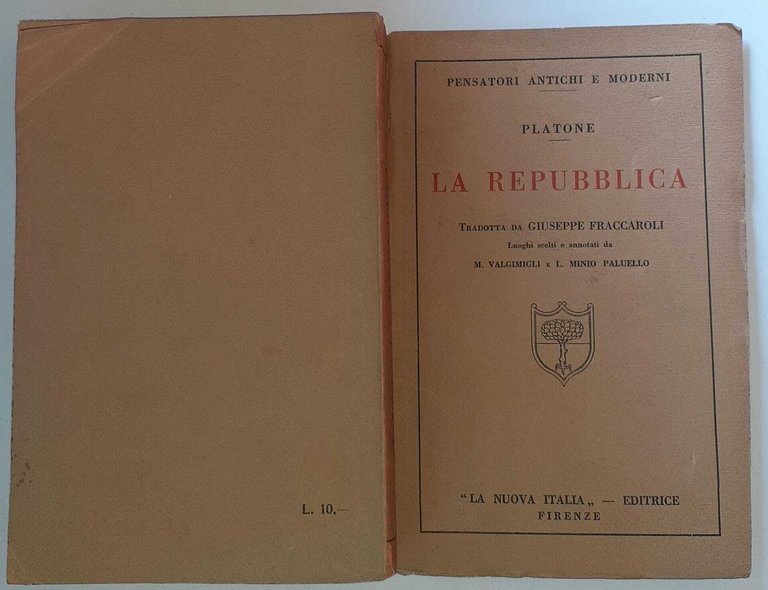 L. 10.—
PENSATORI ANTICHI E MODERNI
PLATONE
LA REPUBBLICA
TRADOTTA DA GIUSEPPE FRACCAROLI
Luoghi scelti e annotati da
M. VALGIMIGLI E L. MINIO PALUELLO
"LA NUOVA ITALIA„ — EDITRICE
FIRENZE